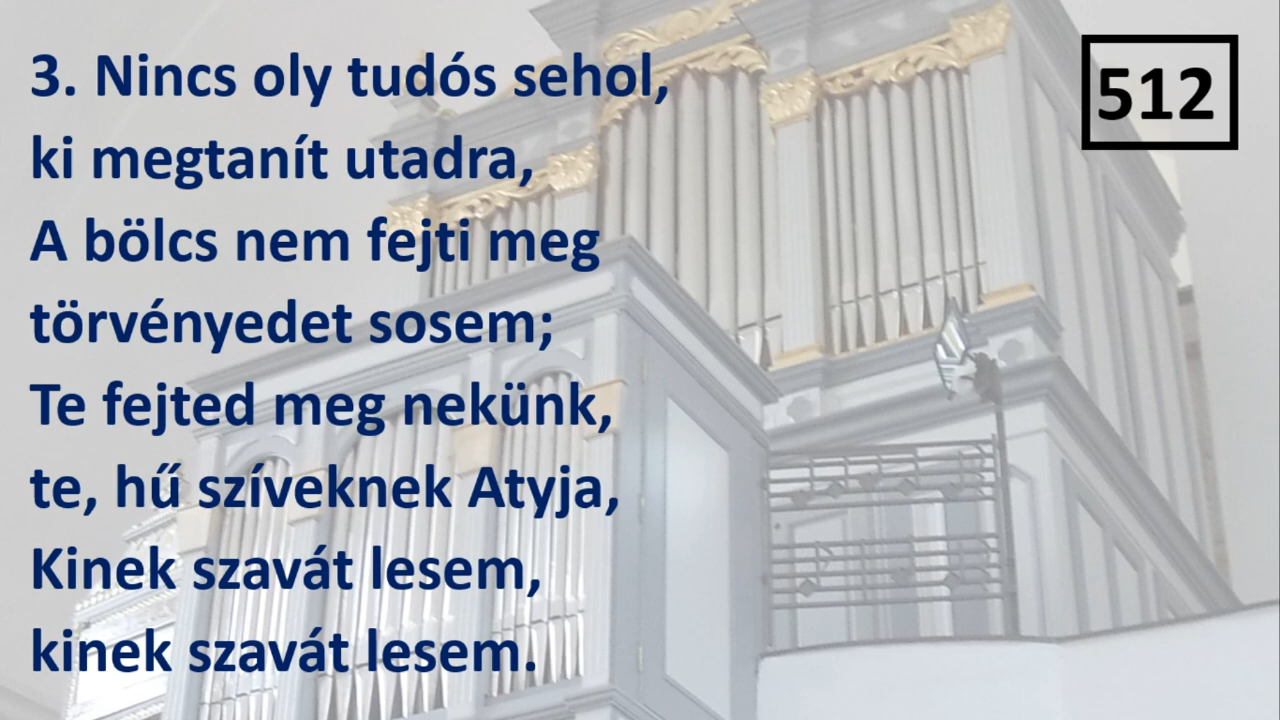 3. Nincs oly tudós sehol,
ki megtanít utadra,
A bölcs nem fejti meg
törvényedet sosem;
Te fejted meg nekünk,
te, hű szíveknek Atyja,
Kinek szavát lesem,
kinek szavát lesem.
512